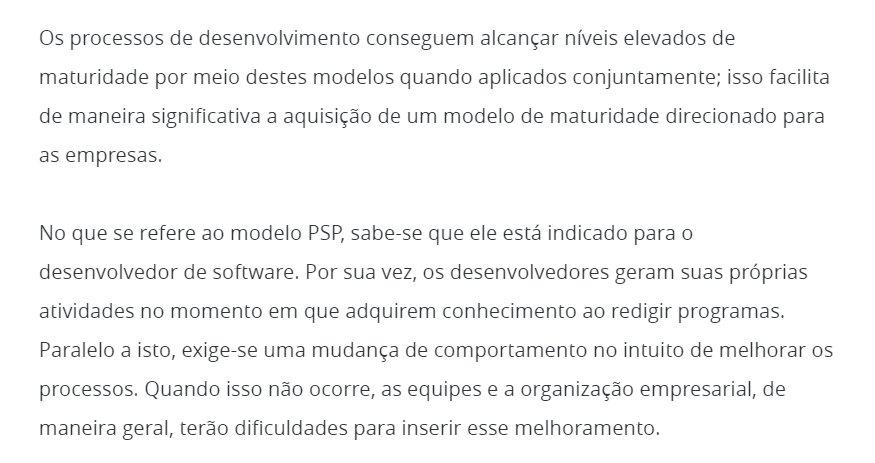 Os processos de desenvolvimento conseguem alcançar níveis elevados de
maturidade por meio destes modelos quando aplicados conjuntamente; isso facilita
de maneira significativa a aquisição de um modelo de maturidade direcionado para
as empresas.
No que se refere ao modelo PSP, sabe-se que ele está indicado para o
desenvolvedor de software. Por sua vez, os desenvolvedores geram suas próprias
atividades no momento em que adquirem conhecimento ao redigir programas.
Paralelo a isto, exige-se uma mudança de comportamento no intuito de melhorar os
processos. Quando isso não ocorre, as equipes e a organização empresarial, de
maneira geral, terão dificuldades para inserir esse melhoramento.